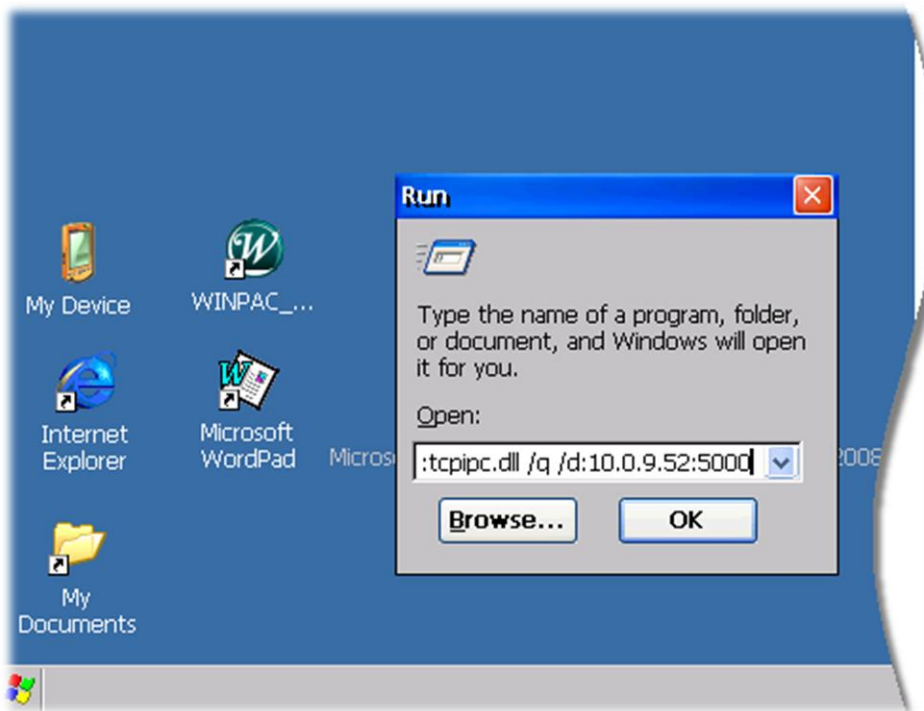 Run
My Device
WINPAC_...
Type the name of a program, folder,
or document, and Windows will open
it for you.
Open:
Internet
Explorer
Microsoft
WordPad
:tcpipc.dll /q /d:10.0.9.52:5000
2008
Browse...
OK
My
Documents